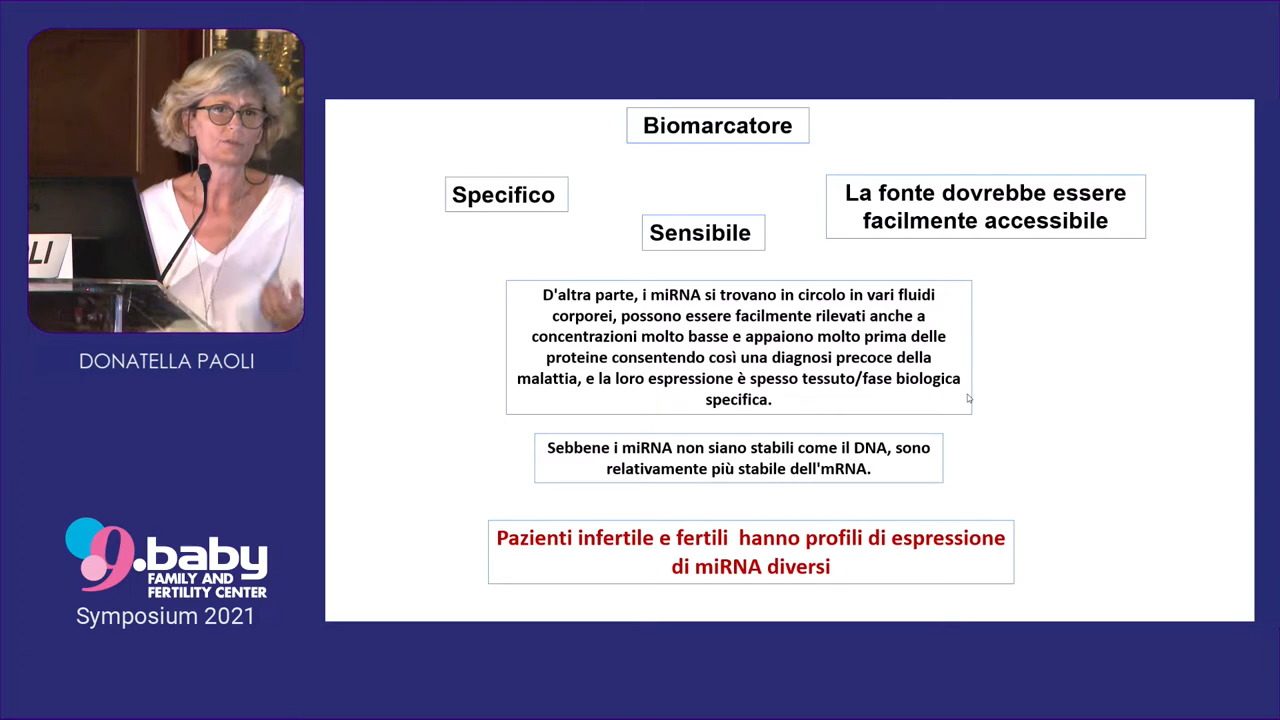 LI
DONATELLA PAOLI
9.baby
FAMILY AND
FERTILITY CENTER
Symposium 2021
Biomarcatore
Specifico
Sensibile
La fonte dovrebbe essere
facilmente accessibile
D'altra parte, i miRNA si trovano in circolo in vari fluidi
corporei, possono essere facilmente rilevati anche a
concentrazioni molto basse e appaiono molto prima delle
proteine consentendo così una diagnosi precoce della
malattia, e la loro espressione è spesso tessuto/fase biologica
specifica.
Sebbene i miRNA non siano stabili come il DNA, sono
relativamente più stabile dell'mRNA.
Pazienti infertile e fertili hanno profili di espressione
di miRNA diversi